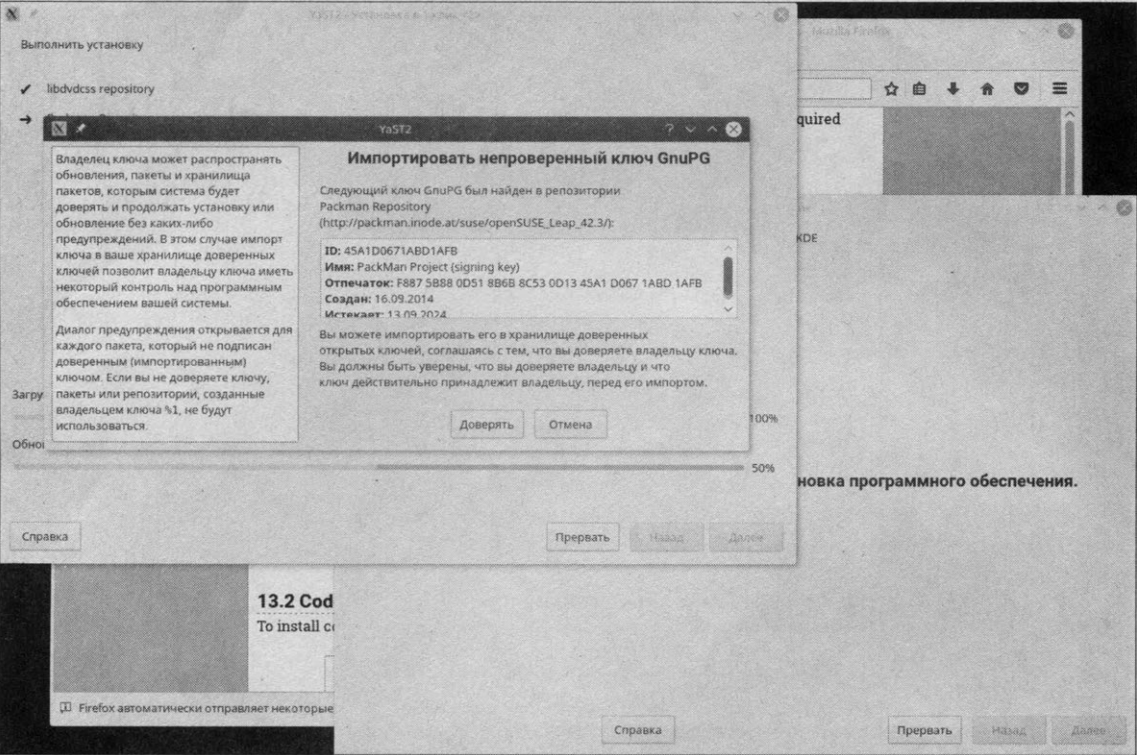 YaST2 - Установка в 1 клик <2>
Выполнить установку
✔ libdvdcss repository
→
YaST2
Владелец ключа может распространять
обновления, пакеты и хранилища
пакетов, которым система будет
доверять и продолжать установку или
обновление без каких-либо
предупреждений. В этом случае импорт
ключа в ваше хранилище доверенных
ключей позволит владельцу ключа иметь
некоторый контроль над программным
обеспечением вашей системы.
Диалог предупреждения открывается для
каждого пакета, который не подписан
доверенным (импортированным)
ключом. Если вы не доверяете ключу,
пакеты или репозитории, созданные
владельцем ключа %1, не будут
использоваться.
Импортировать непроверенный ключ GnuPG
Следующий ключ GnuPG был найден в репозитории
Packman Repository
(http://packman.inode.at/suse/openSUSE_Leap_42.3/):
ID: 45A1D0671ABD1AFB
Имя: PackMan Project (signing key)
Отпечаток: F887 5B88 0D51 8B6B 8C53 0D13 45A1 D067 1ABD 1AFB
Создан: 16.09.2014
Истекает: 13.09.2024
Вы можете импортировать его в хранилище доверенных
открытых ключей, соглашаясь с тем, что вы доверяете владельцу ключа.
Вы должны быть уверены, что вы доверяете владельцу и что
ключ действительно принадлежит владельцу, перед его импортом.
Доверять Отмена
Загру
100%
Обнов
50%
Справка Прервать Назад Далее
Mozilla Firefox
quired
KDE
новка программного обеспечения.
13.2 Cod
To install co
Firefox автоматически отправляет некоторые
Справка Прервать Назад Далее